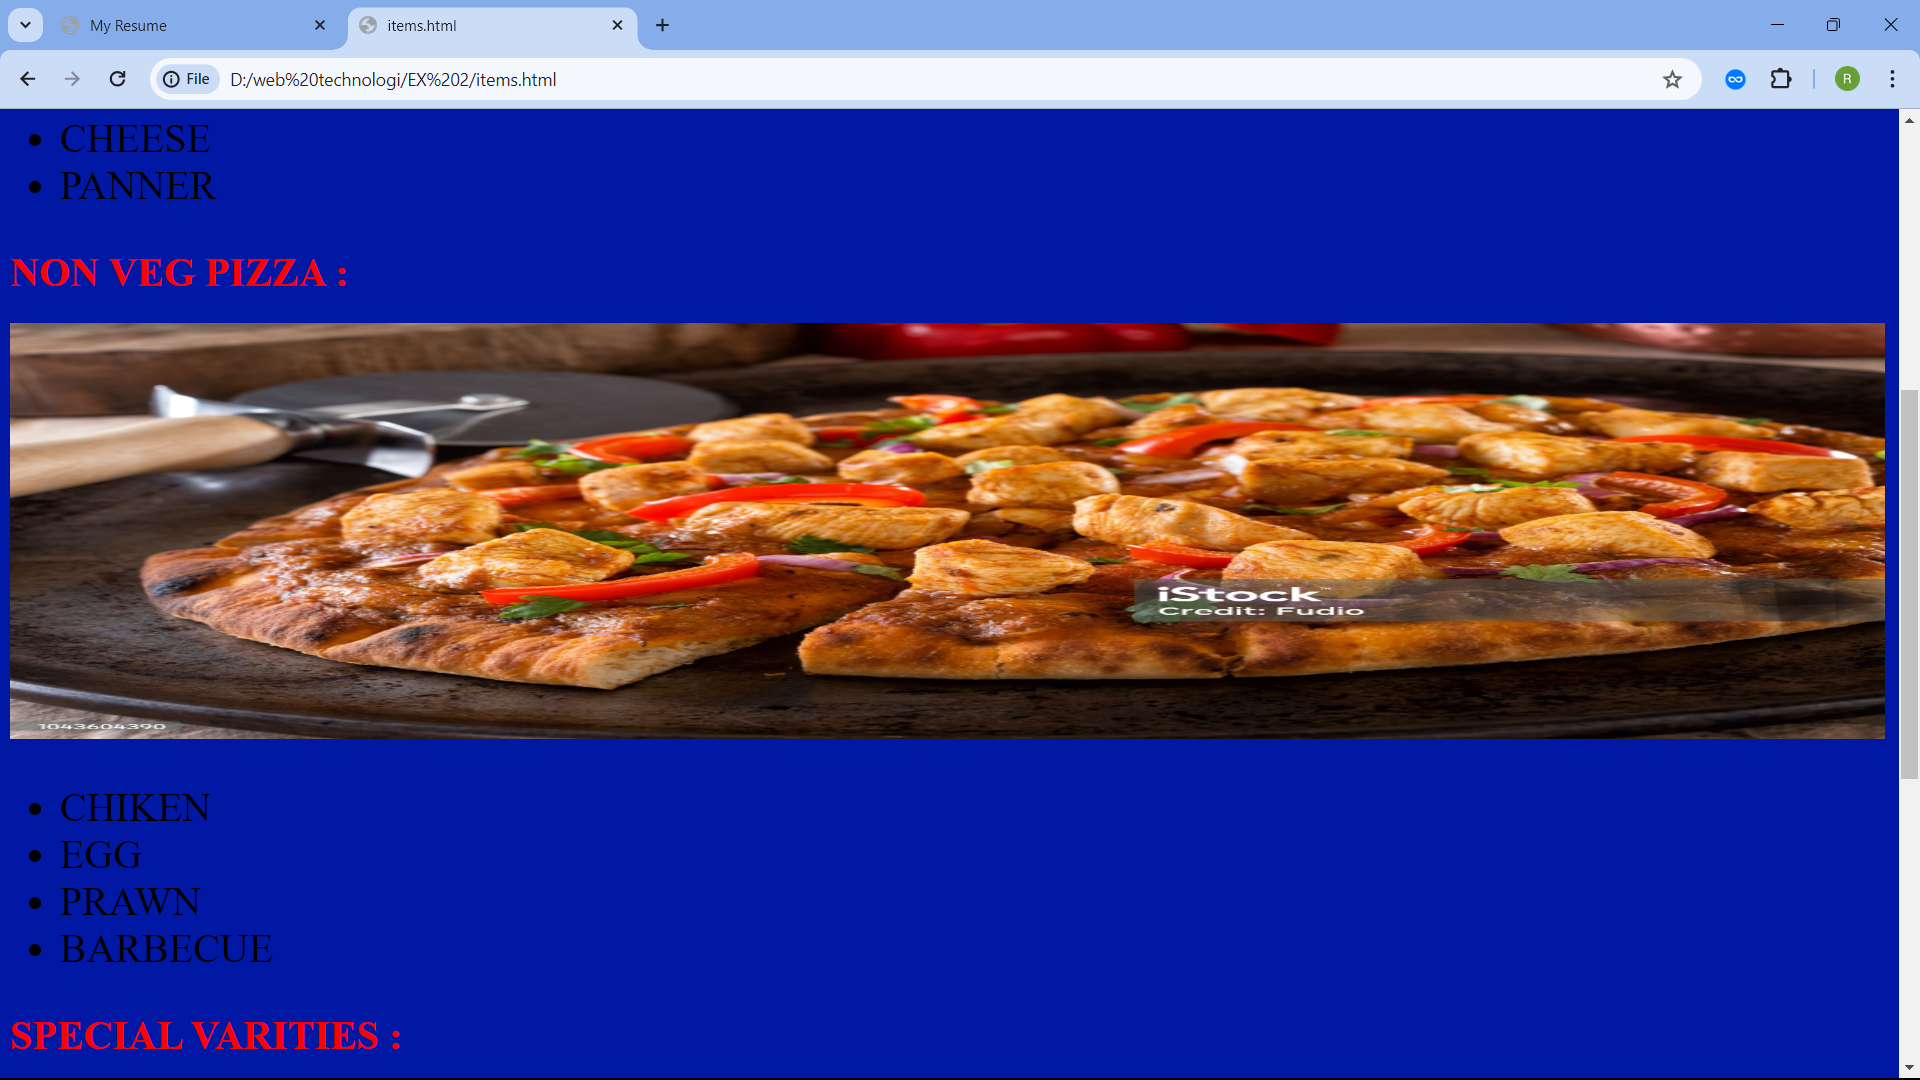 My Resume
items.html
File
D:/web%20technologi/EX%202/items.html
R
CHEESE
PANNER
NON VEG PIZZA :
iStock™
Credit: Fudio
1043604390
CHIKEN
EGG
PRAWN
BARBECUE
SPECIAL VARITIES :